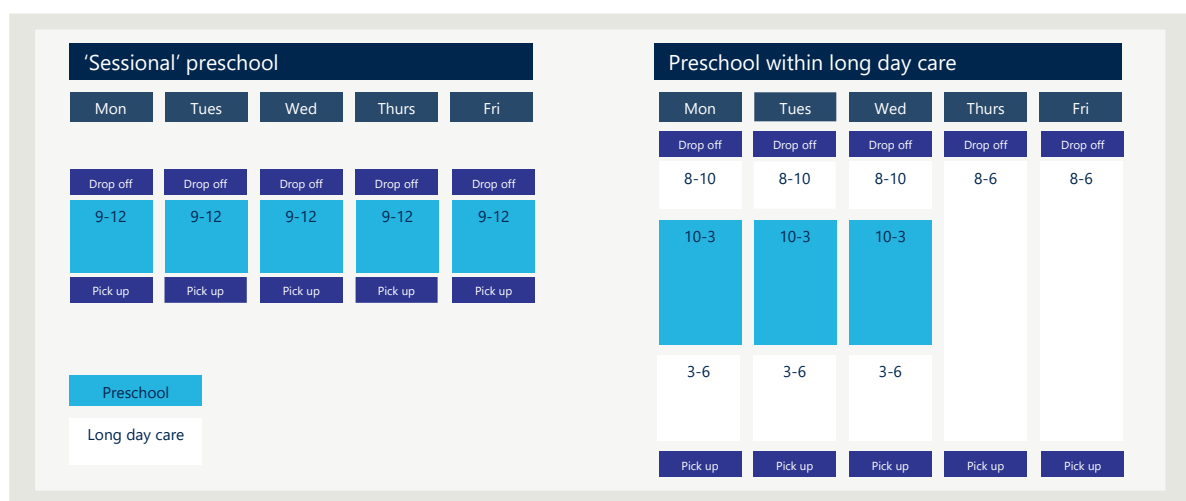 ‘Sessional’ preschool
Mon Tues Wed Thurs Fri
Drop off Drop off Drop off Drop off Drop off
9-12 9-12 9-12 9-12 9-12
Pick up Pick up Pick up Pick up Pick up
Preschool
Long day care
Preschool within long day care
Mon Tues Wed Thurs Fri
Drop off Drop off Drop off Drop off Drop off
8-10 8-10 8-10 8-6 8-6
10-3 10-3 10-3
3-6 3-6 3-6
Pick up Pick up Pick up Pick up Pick up